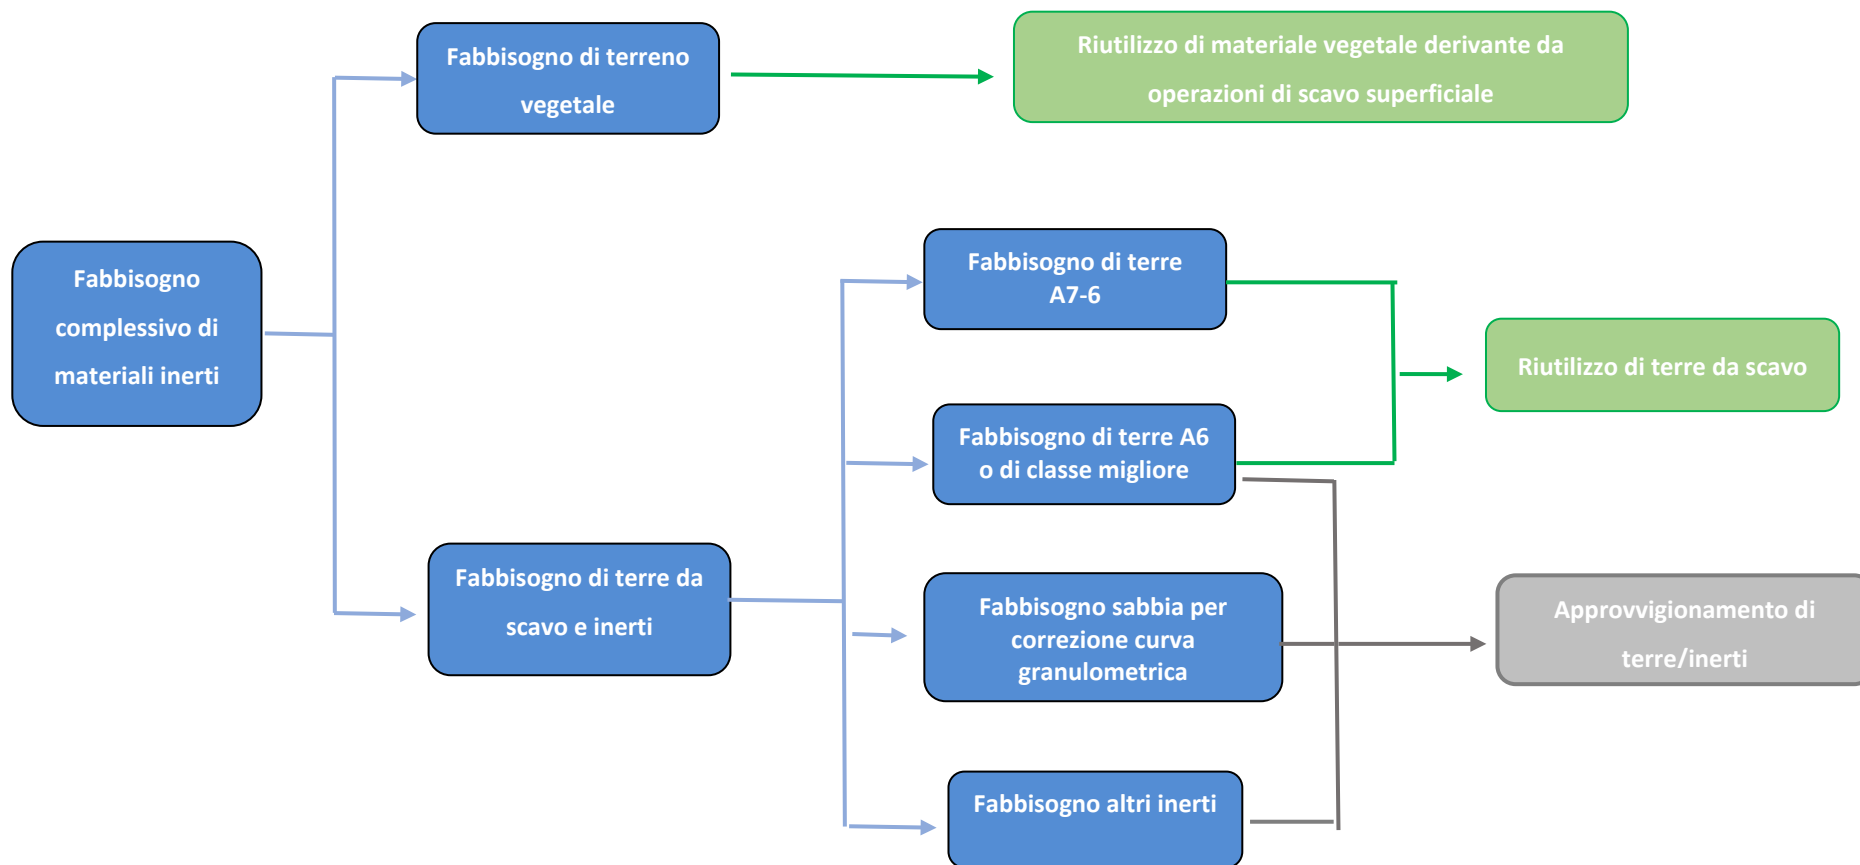 Fabbisogno di terreno
vegetale
Riutilizzo di materiale vegetale derivante da
operazioni di scavo superficiale
Fabbisogno
complessivo di
materiali inerti
Fabbisogno di terre
A7-6
Riutilizzo di terre da scavo
Fabbisogno di terre A6
o di classe migliore
Fabbisogno di terre da
scavo e inerti
Fabbisogno sabbia per
correzione curva
granulometrica
Approvvigionamento di
terre/inerti
Fabbisogno altri inerti